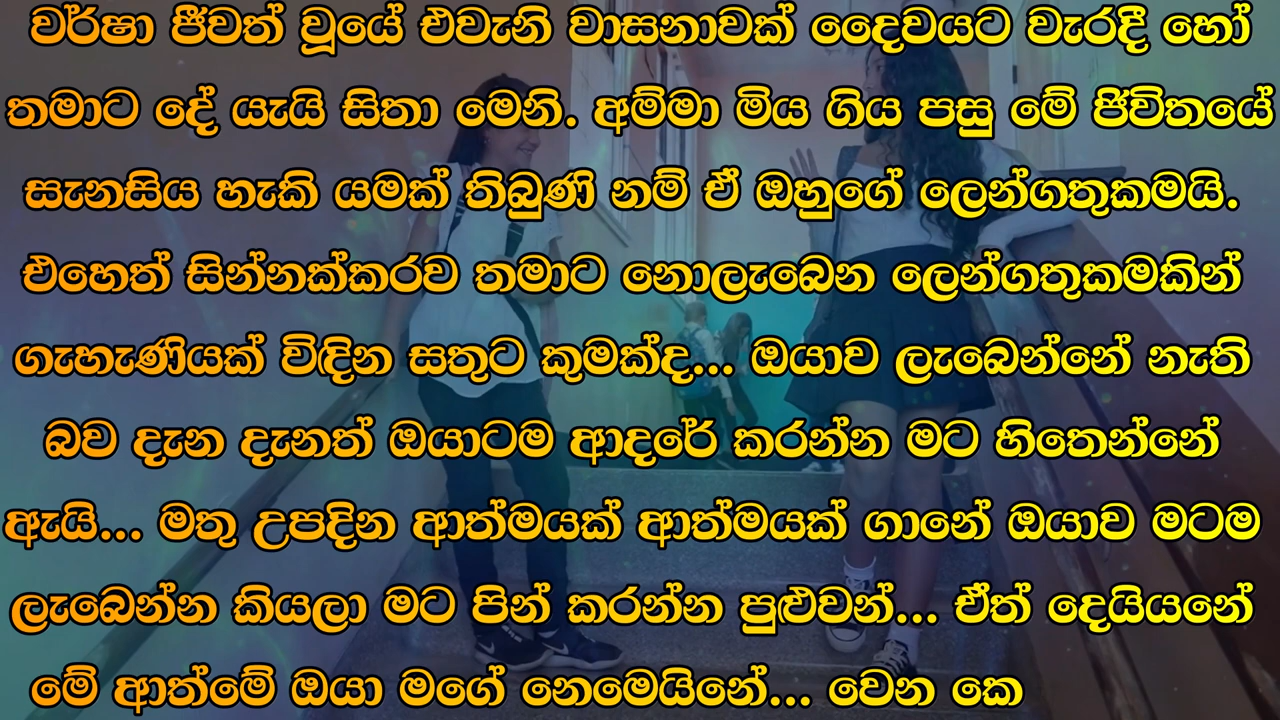 වර්ෂා ජීවත් වූයේ එවැනි වාසනාවක් දෛවයට වැරදී හෝ
තමාට දේ යැයි සිතා මෙනි. අම්මා මිය ගිය පසු මේ ජීවිතයේ
සැනසිය හැකි යමක් තිබුණි නම් ඒ ඔහුගේ ලෙන්ගතුකමයි.
එහෙත් සින්නක්කරව තමාට නොලැබෙන ලෙන්ගතුකමකින්
ගැහැණියක් විඳින සතුට කුමක්ද... ඔයාව ලැබෙන්නේ නැති
බව දැන දැනත් ඔයාටම ආදරේ කරන්න මට හිතෙන්නේ
ඇයි... මතු උපදින ආත්මයක් ආත්මයක් ගානේ ඔයාව මටම
ලැබෙන්න කියලා මට පින් කරන්න පුළුවන්... ඒත් දෙයියනේ
මේ ආත්මේ ඔයා මගේ නෙමෙයිනේ... වෙන කෙ